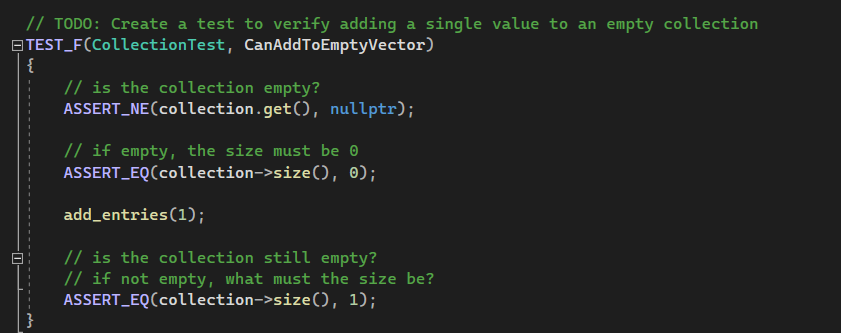 // TODO: Create a test to verify adding a single value to an empty collection
TEST_F(CollectionTest, CanAddToEmptyVector)
{
// is the collection empty?
ASSERT_NE(collection.get(), nullptr);
// if empty, the size must be 0
ASSERT_EQ(collection->size(), 0);
add_entries(1);
// is the collection still empty?
// if not empty, what must the size be?
ASSERT_EQ(collection->size(), 1);
}